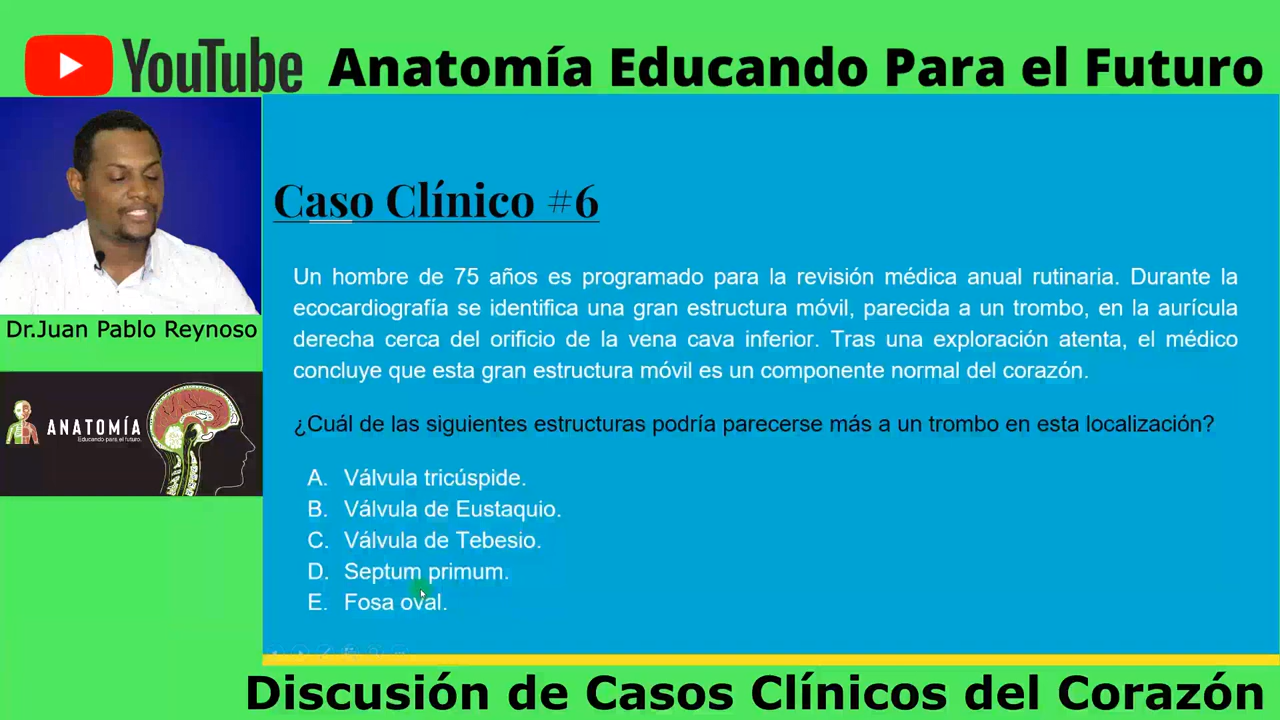 YouTube Anatomía Educando Para el Futuro
Caso Clínico #6
Un hombre de 75 años es programado para la revisión médica anual rutinaria. Durante la
ecocardiografía se identifica una gran estructura móvil, parecida a un trombo, en la aurícula
derecha cerca del orificio de la vena cava inferior. Tras una exploración atenta, el médico
concluye que esta gran estructura móvil es un componente normal del corazón.
¿Cuál de las siguientes estructuras podría parecerse más a un trombo en esta localización?
A. Válvula tricúspide.
B. Válvula de Eustaquio.
C. Válvula de Tebesio.
D. Septum primum.
E. Fosa oval.
Dr.Juan Pablo Reynoso
ANATOMÍA
Educando para el futuro.
Discusión de Casos Clínicos del Corazón